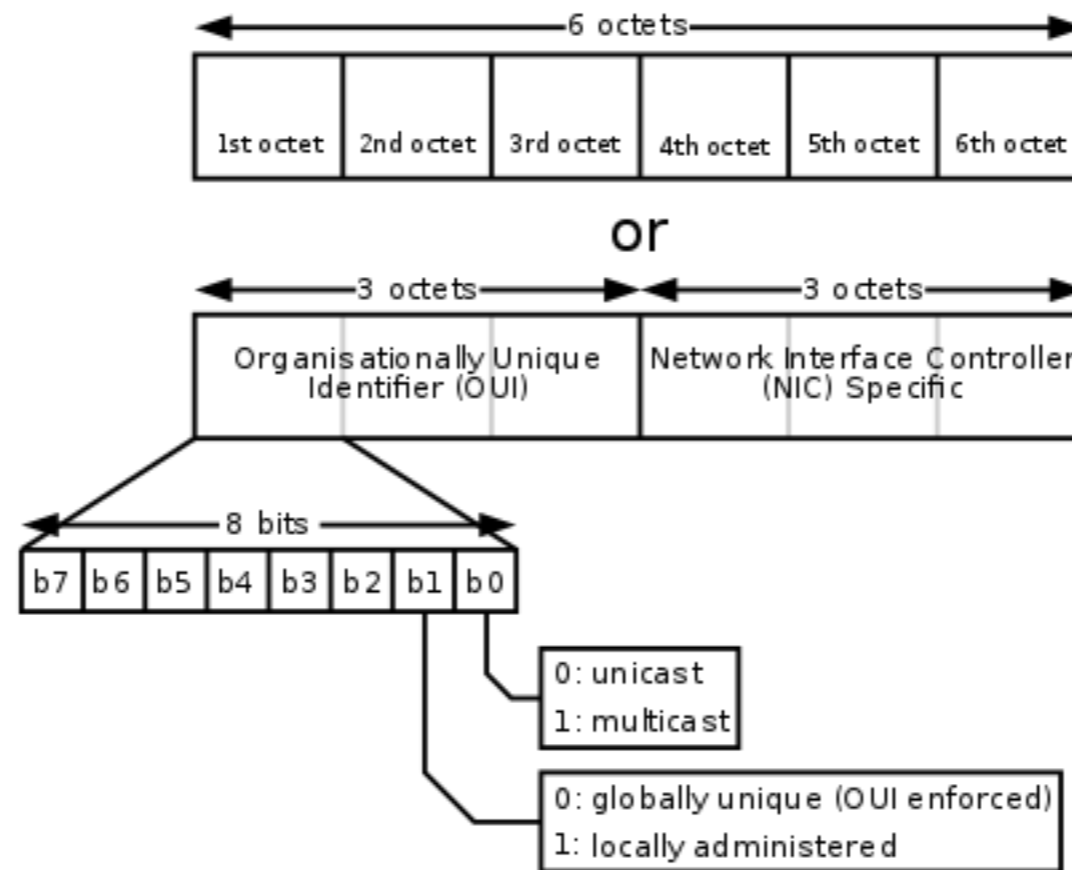 6 octets
1st octet 2nd octet 3rd octet 4th octet 5th octet 6th octet
or
3 octets 3 octets
Organisationally Unique
Identifier (OUI)
Network Interface Controller
(NIC) Specific
8 bits
b7 b6 b5 b4 b3 b2 b1 b0
0: unicast
1: multicast
0: globally unique (OUI enforced)
1: locally administered